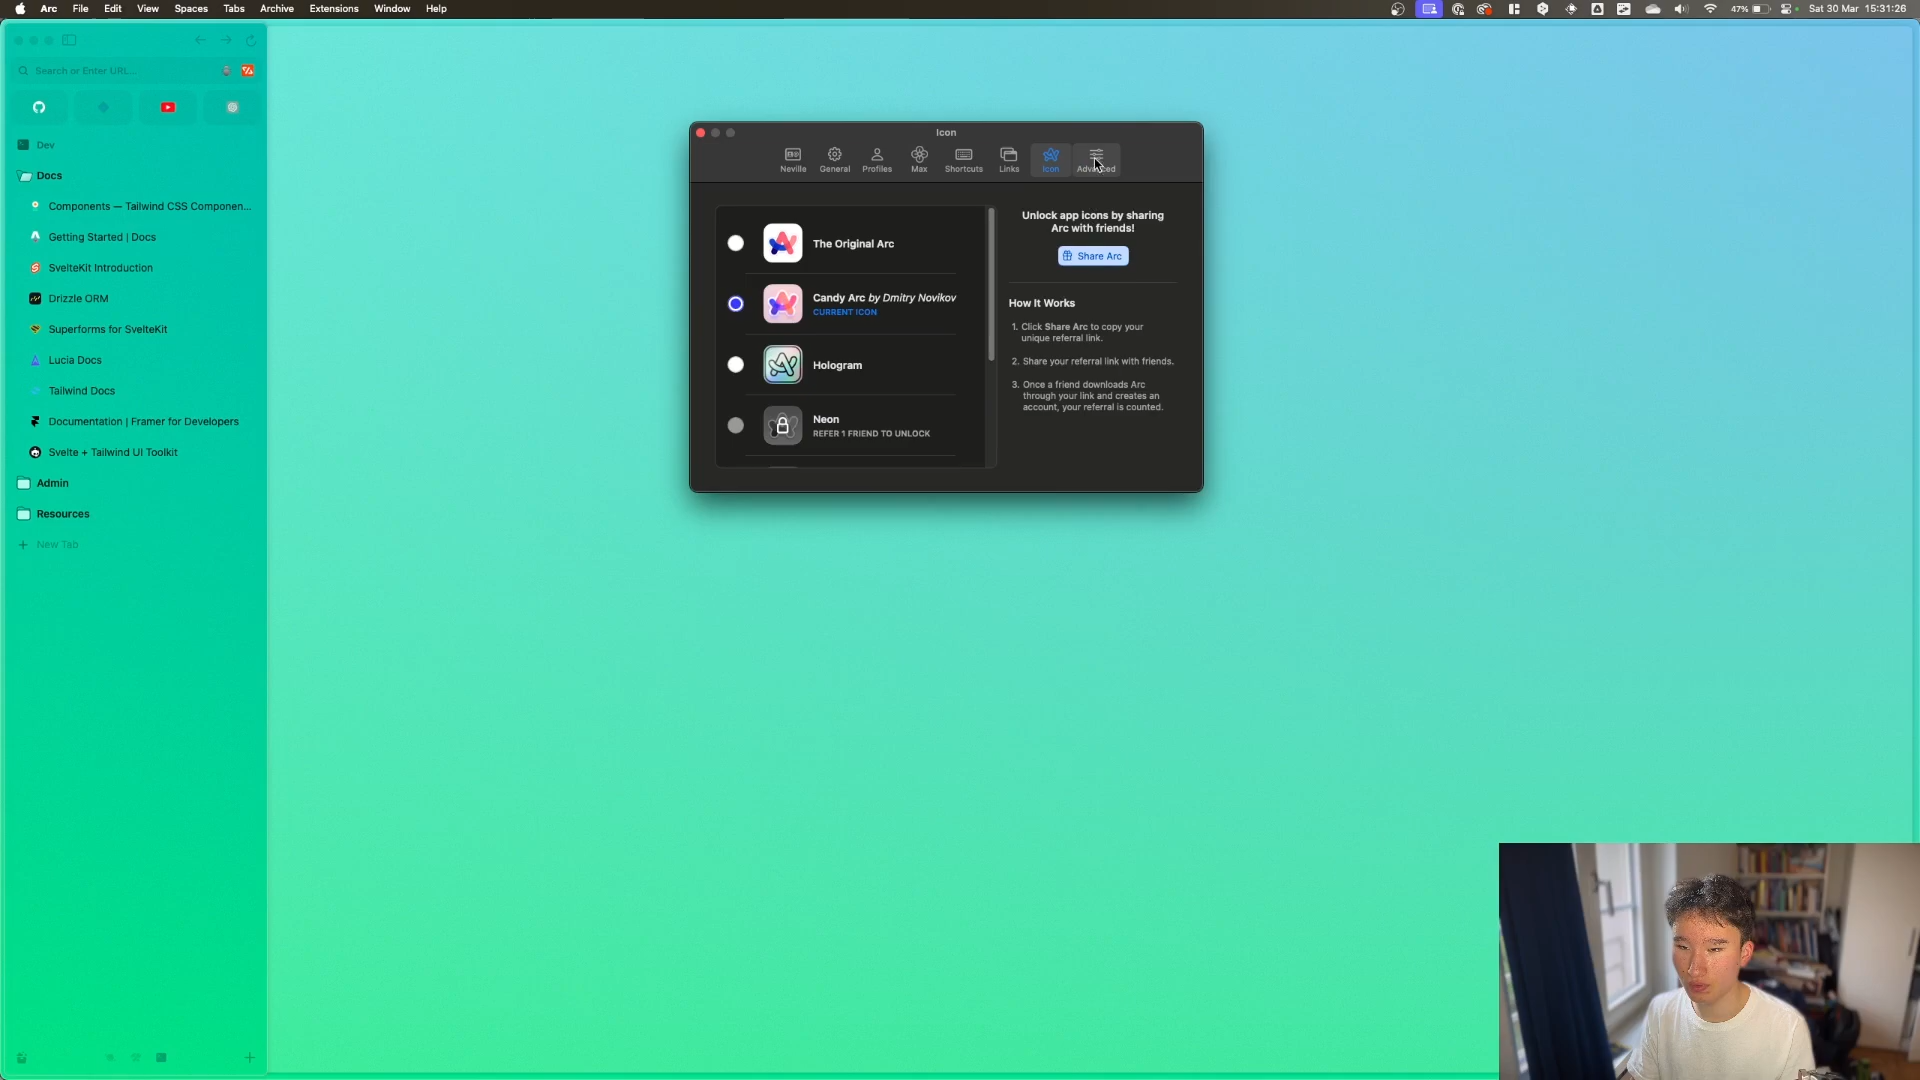 Arc File Edit View Spaces Tabs Archive Extensions Window Help
47% Sat 30 Mar 15:31:26
Search or Enter URL...
Dev
Docs
Components — Tailwind CSS Componen...
Getting Started | Docs
SvelteKit Introduction
Drizzle ORM
Superforms for SvelteKit
Lucia Docs
Tailwind Docs
Documentation | Framer for Developers
Svelte + Tailwind UI Toolkit
Admin
Resources
New Tab
Icon
Neville General Profiles Max Shortcuts Links Icon Advanced
The Original Arc
Candy Arc by Dmitry Novikov
CURRENT ICON
Hologram
Neon
REFER 1 FRIEND TO UNLOCK
Unlock app icons by sharing
Arc with friends!
Share Arc
How It Works
1. Click Share Arc to copy your
unique referral link.
2. Share your referral link with friends.
3. Once a friend downloads Arc
through your link and creates an
account, your referral is counted.